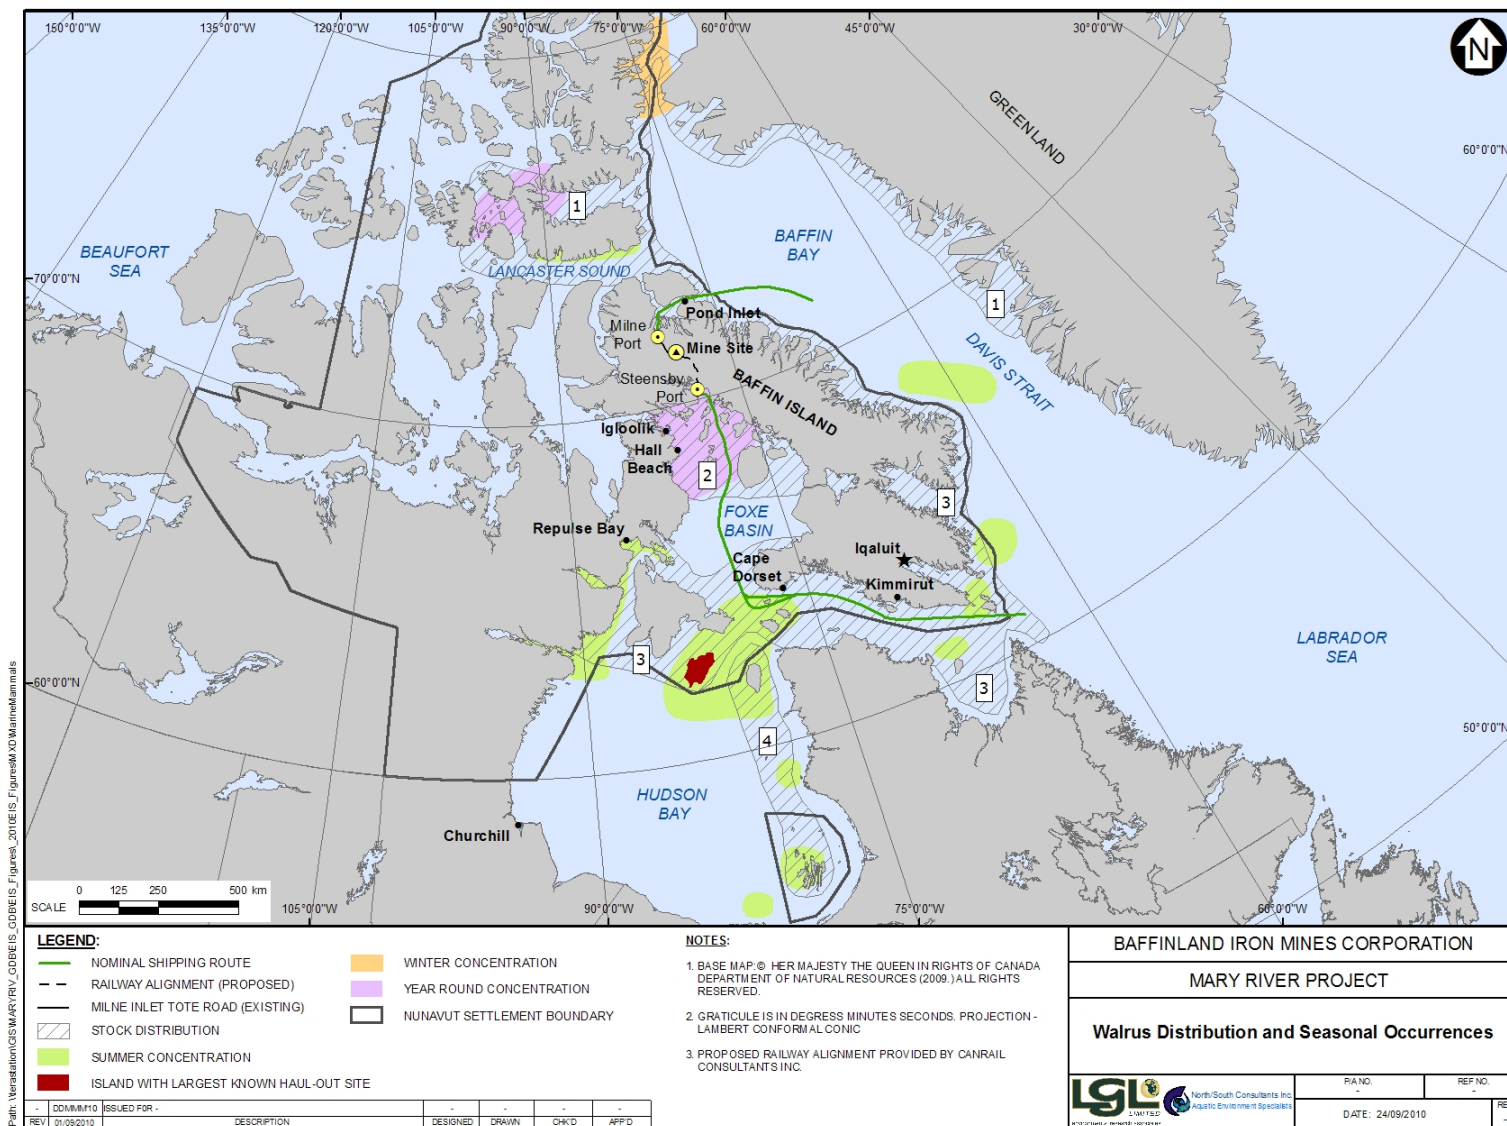 150°0'0"W
135°0'0"W
120°0'0"W
105°0'0"W
90°0'0"W
75°0'0"W
60°0'0"W
45°0'0"W
30°0'0"W
N
GREENLAND
60°0'0"N
BEAUFORT
SEA
70°0'0"N
1
LANCASTER SOUND
BAFFIN
BAY
1
DAVIS STRAIT
Pond Inlet
Milne
Port
Mine Site
Steensby
Port
BAFFIN ISLAND
Igloolik
Hall
Beach
2
3
FOXE
BASIN
Repulse Bay
Cape
Dorset
Iqaluit
Kimmirut
LABRADOR
SEA
3
3
60°0'0"N
50°0'0"N
4
HUDSON
BAY
Churchill
0 125 250 500 km
SCALE
105°0'0"W
90°0'0"W
75°0'0"W
60°0'0"W
LEGEND:
NOMINAL SHIPPING ROUTE
RAILWAY ALIGNMENT (PROPOSED)
MILNE INLET TOTE ROAD (EXISTING)
STOCK DISTRIBUTION
SUMMER CONCENTRATION
ISLAND WITH LARGEST KNOWN HAUL-OUT SITE
WINTER CONCENTRATION
YEAR ROUND CONCENTRATION
NUNAVUT SETTLEMENT BOUNDARY
NOTES:
1. BASE MAP:© HER MAJESTY THE QUEEN IN RIGHTS OF CANADA
DEPARTMENT OF NATURAL RESOURCES (2009.) ALL RIGHTS
RESERVED.
2. GRATICULE IS IN DEGRESS MINUTES SECONDS. PROJECTION -
LAMBERT CONFORMAL CONIC
3. PROPOSED RAILWAY ALIGNMENT PROVIDED BY CANRAIL
CONSULTANTS INC.
BAFFINLAND IRON MINES CORPORATION
MARY RIVER PROJECT
Walrus Distribution and Seasonal Occurrences
LGL
LIMITED
North/South Consultants Inc.
Aquatic Environment Specialists
P/A NO.
-
REF NO.
-
DATE: 24/09/2010
RE
- DDMMM'10 ISSUED FOR - - - - -
REV 01/09/2010 DESCRIPTION DESIGNED DRAWN CHK'D APP'D